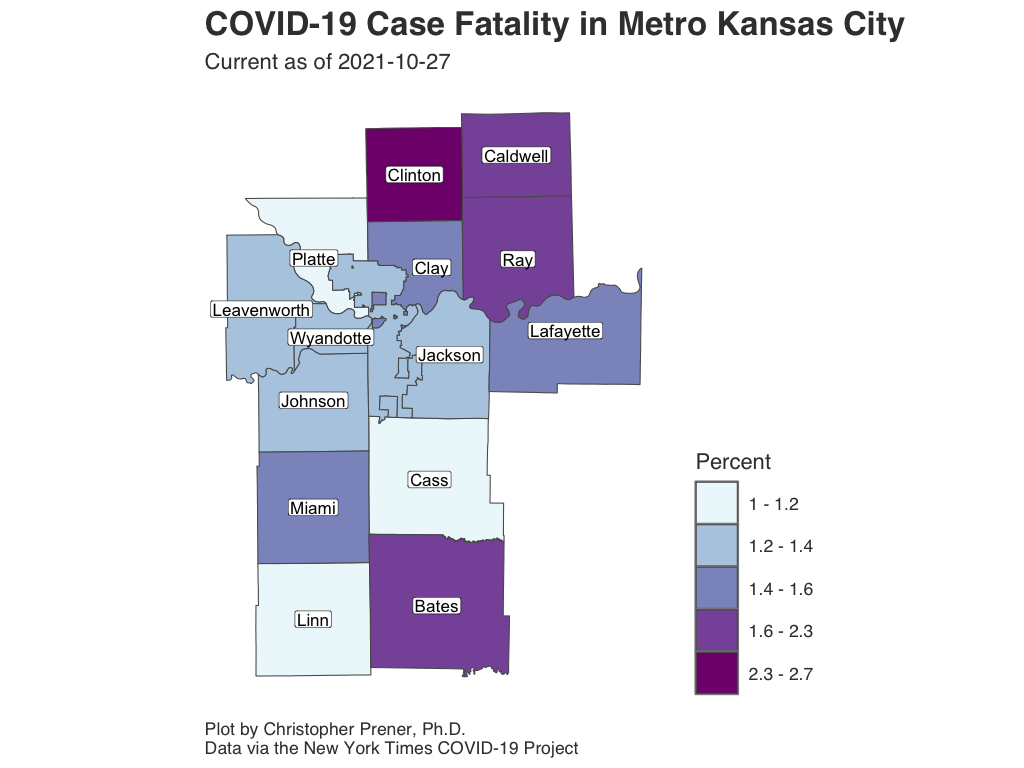 COVID-19 Case Fatality in Metro Kansas City
Current as of 2021-10-27
Caldwell
Clinton
Platte
Ray
Clay
Leavenworth
Lafayette
Wyandotte
Jackson
Johnson
Percent
Cass
1 - 1.2
Miami
1.2 - 1.4
1.4 - 1.6
Bates
Linn
1.6 - 2.3
2.3 - 2.7
Plot by Christopher Prener, Ph.D.
Data via the New York Times COVID-19 Project